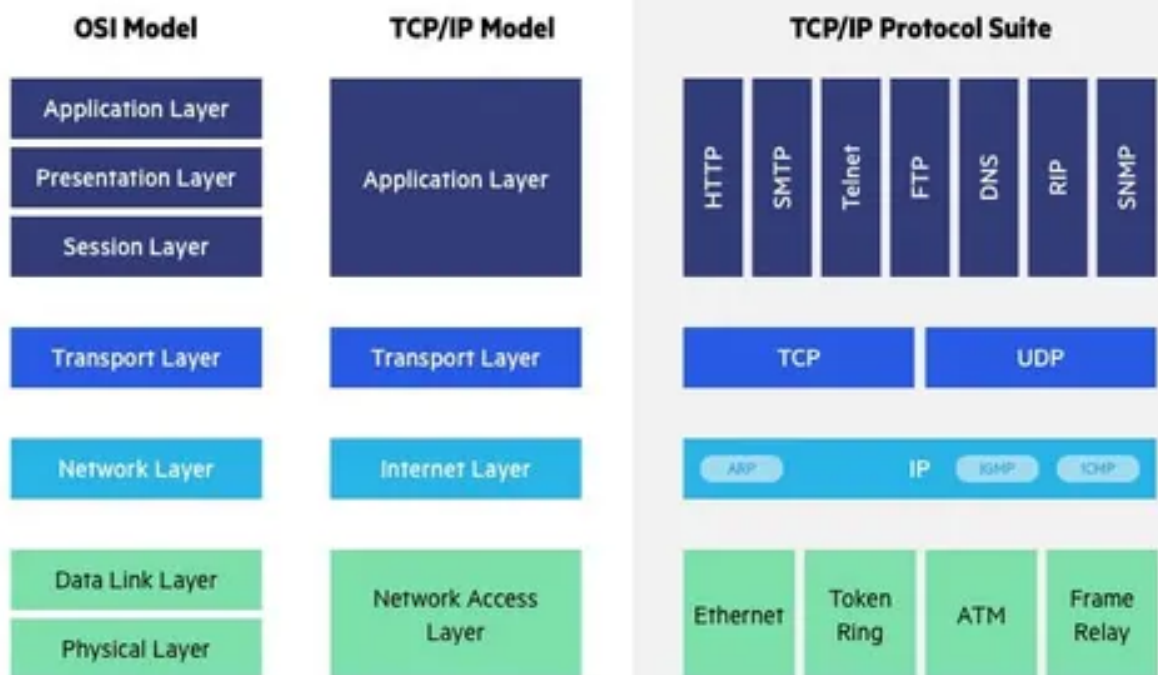 OSI Model
TCP/IP Model
TCP/IP Protocol Suite
Application Layer
Presentation Layer
Session Layer
Application Layer
HTTP
SMTP
Telnet
FTP
DNS
RIP
SNMP
Transport Layer
Transport Layer
TCP
UDP
Network Layer
Internet Layer
ARP
IP
IGMP
ICMP
Data Link Layer
Physical Layer
Network Access
Layer
Ethernet
Token
Ring
ATM
Frame
Relay